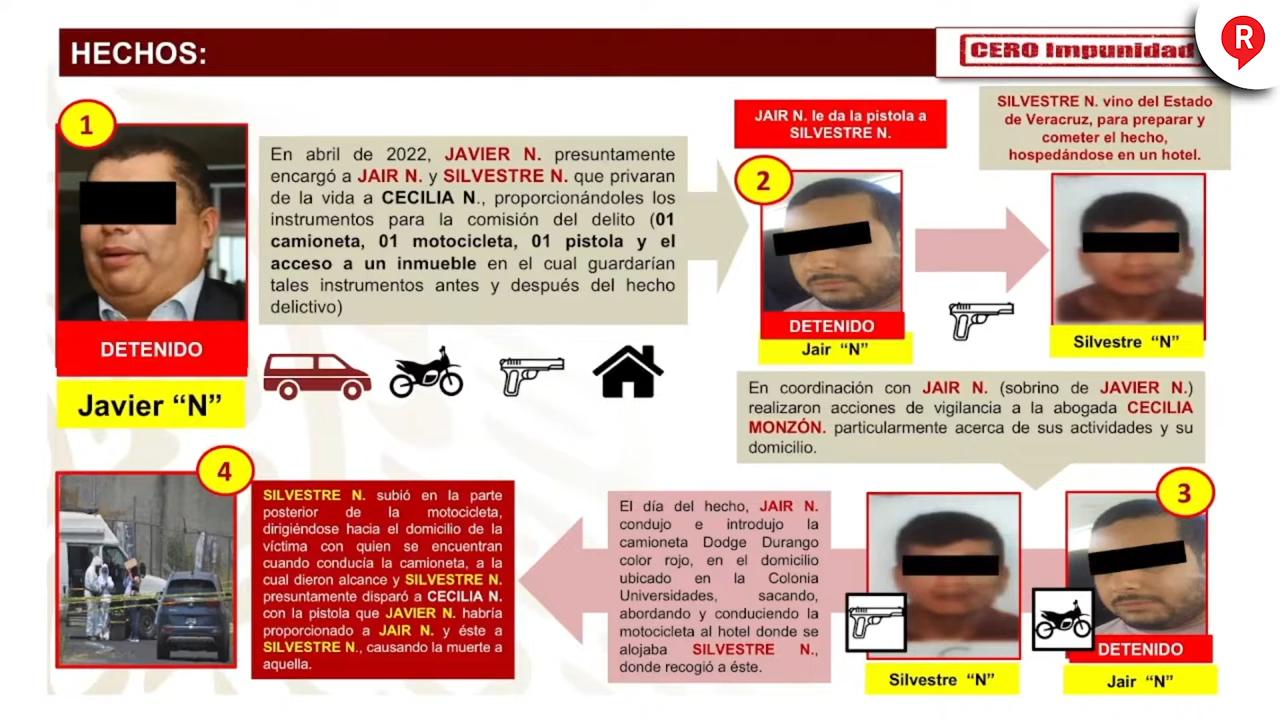 HECHOS:
CERO Impunidad
R
1
DETENIDO
Javier “N”
En abril de 2022, JAVIER N. presuntamente
encargó a JAIR N. y SILVESTRE N. que privaran
de la vida a CECILIA N., proporcionándoles los
instrumentos para la comisión del delito (01
camioneta, 01 motocicleta, 01 pistola y el
acceso a un inmueble en el cual guardarían
tales instrumentos antes y después del hecho
delictivo)
JAIR N. le da la pistola a
SILVESTRE N.
2
DETENIDO
Jair “N”
SILVESTRE N. vino del Estado
de Veracruz, para preparar y
cometer el hecho,
hospedándose en un hotel.
Silvestre “N”
En coordinación con JAIR N. (sobrino de JAVIER N.)
realizaron acciones de vigilancia a la abogada CECILIA
MONZÓN. particularmente acerca de sus actividades y su
domicilio.
3
DETENIDO
Jair “N”
Silvestre “N”
El día del hecho, JAIR N.
condujo e introdujo la
camioneta Dodge Durango
color rojo, en el domicilio
ubicado en la Colonia
Universidades, sacando,
abordando y conduciendo la
motocicleta al hotel donde se
alojaba SILVESTRE N.,
donde recogió a éste.
4
SILVESTRE N. subió en la parte
posterior de la motocicleta,
dirigiéndose hacia el domicilio de la
víctima con quien se encuentran
cuando conducía la camioneta, a la
cual dieron alcance y SILVESTRE N.
presuntamente disparó a CECILIA N.
con la pistola que JAVIER N. habría
proporcionado a JAIR N. y éste a
SILVESTRE N., causando la muerte a
aquella.